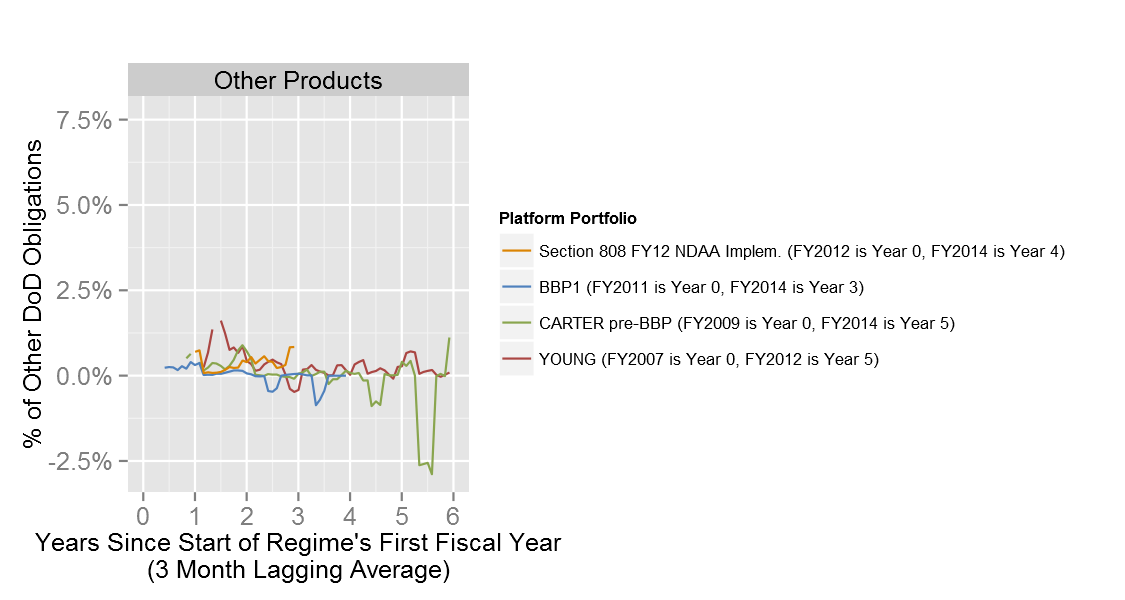 Other Products
7.5%
5.0%
2.5%
0.0%
-2.5%
% of Other DoD Obligations
0 1 2 3 4 5 6
Years Since Start of Regime's First Fiscal Year
(3 Month Lagging Average)
Platform Portfolio
Section 808 FY12 NDAA Implem. (FY2012 is Year 0, FY2014 is Year 4)
BBP1 (FY2011 is Year 0, FY2014 is Year 3)
CARTER pre-BBP (FY2009 is Year 0, FY2014 is Year 5)
YOUNG (FY2007 is Year 0, FY2012 is Year 5)